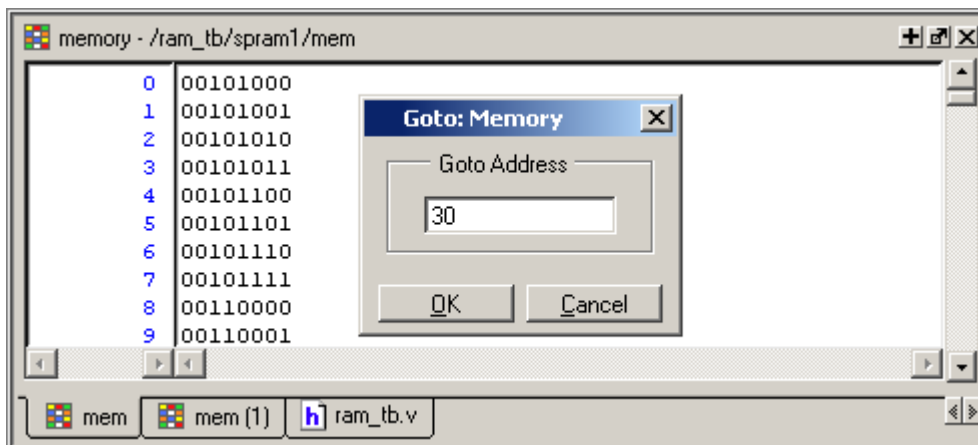 memory - /ram_tb/spram1/mem
0 00101000
1 00101001
2 00101010
3 00101011
4 00101100
5 00101101
6 00101110
7 00101111
8 00110000
9 00110001
Goto: Memory
Goto Address
30
OK Cancel
mem mem (1) h ram_tb.v